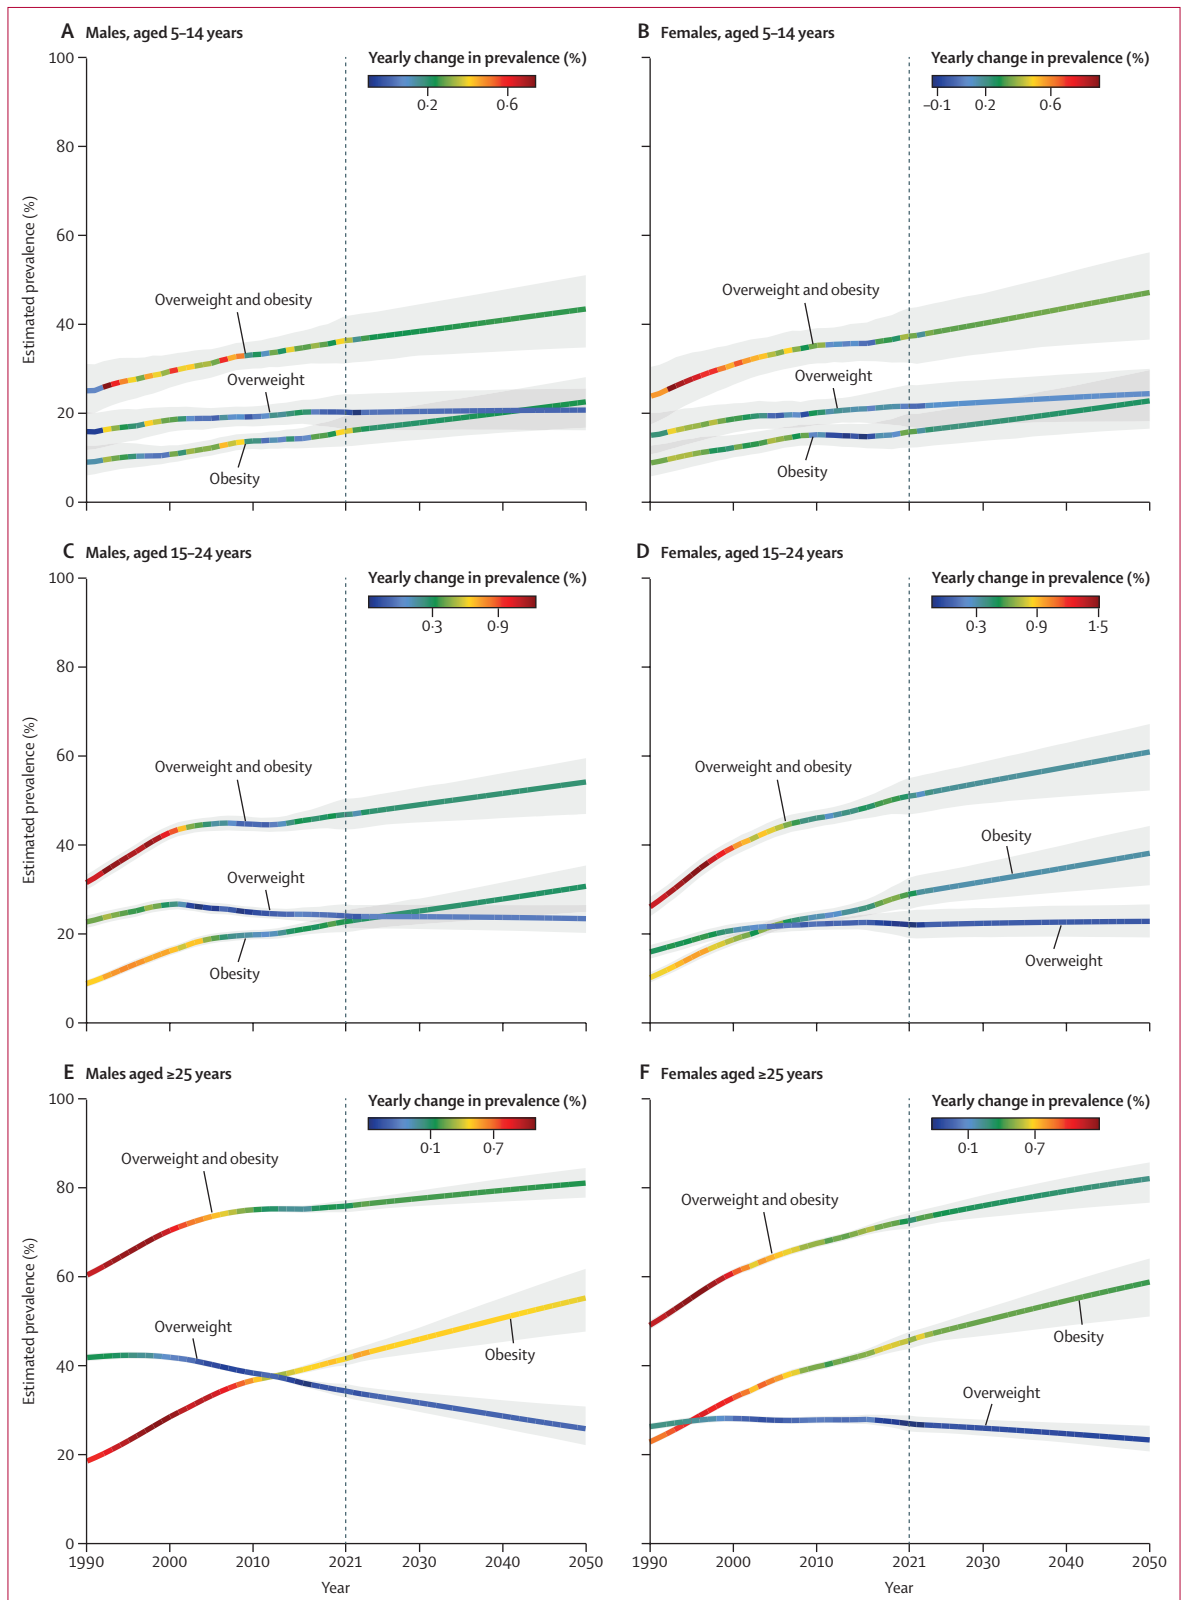 A Males, aged 5–14 years
Yearly change in prevalence (%)
0·2 0·6
100
80
60
40
20
0
Estimated prevalence (%)
Overweight and obesity
Overweight
Obesity
B Females, aged 5–14 years
Yearly change in prevalence (%)
–0·1 0·2 0·6
Overweight and obesity
Overweight
Obesity
C Males, aged 15–24 years
Yearly change in prevalence (%)
0·3 0·9
100
80
60
40
20
0
Estimated prevalence (%)
Overweight and obesity
Overweight
Obesity
D Females, aged 15–24 years
Yearly change in prevalence (%)
0·3 0·9 1·5
Overweight and obesity
Obesity
Overweight
E Males aged ≥25 years
Yearly change in prevalence (%)
0·1 0·7
100
80
60
40
20
0
Estimated prevalence (%)
Overweight and obesity
Overweight
Obesity
1990 2000 2010 2021 2030 2040 2050
Year
F Females aged ≥25 years
Yearly change in prevalence (%)
0·1 0·7
Overweight and obesity
Obesity
Overweight
1990 2000 2010 2021 2030 2040 2050
Year